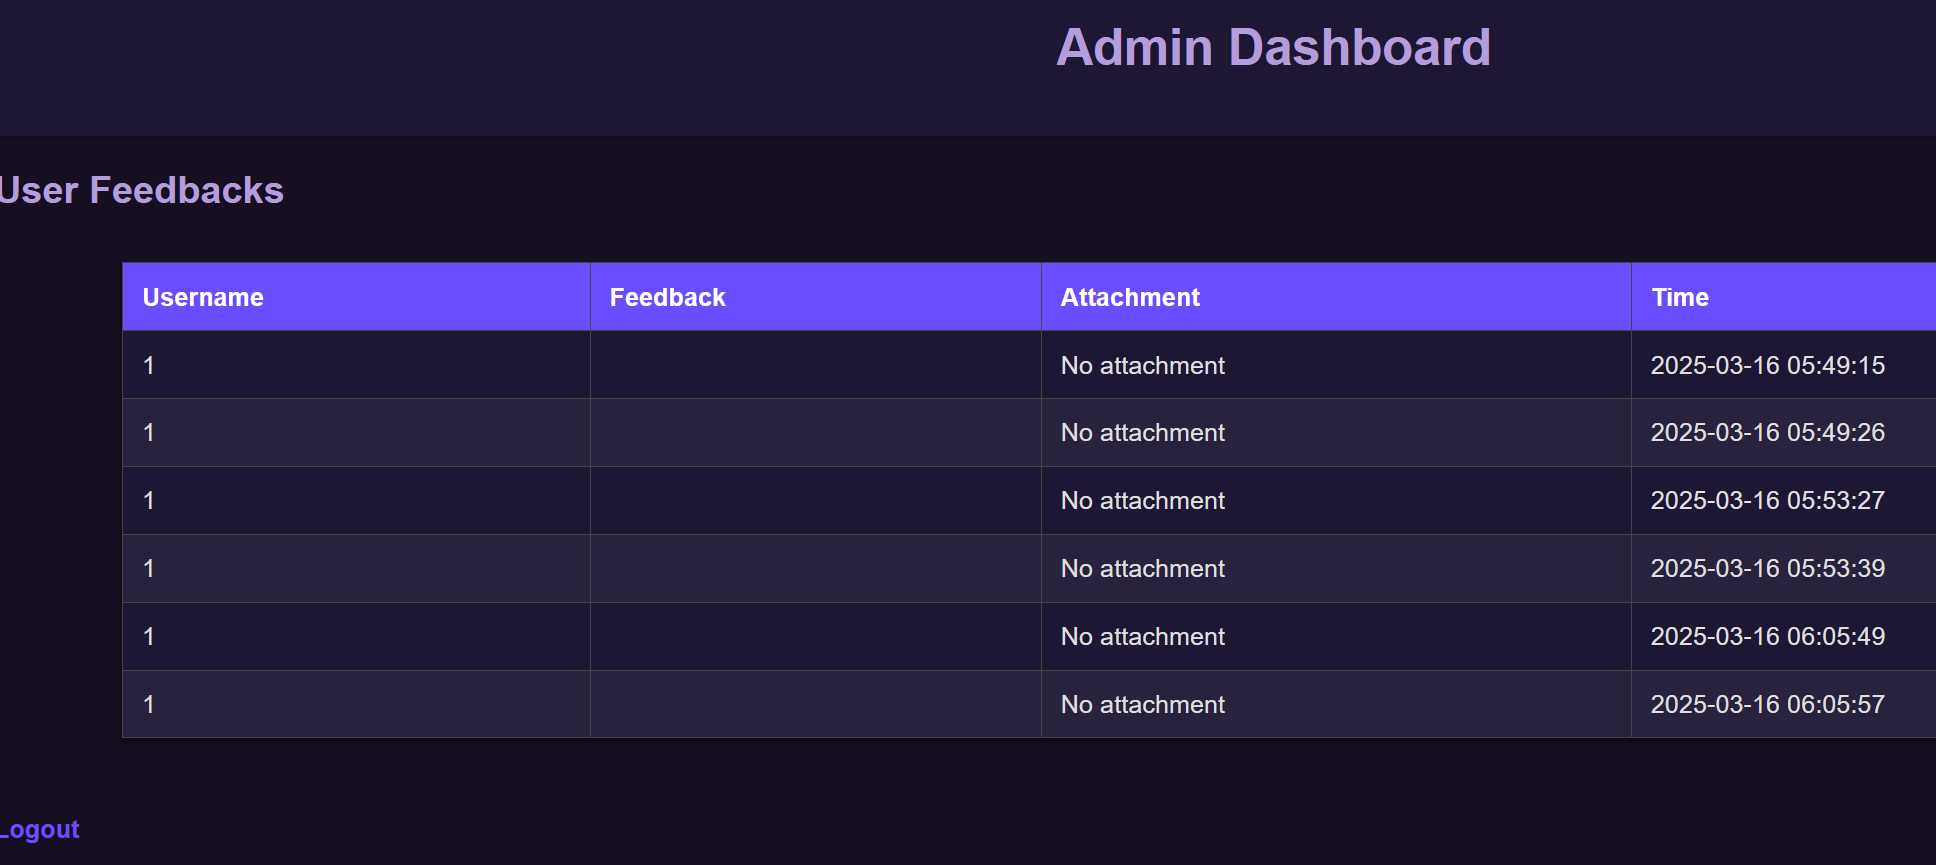 Admin Dashboard
User Feedbacks
Username Feedback Attachment Time
1 No attachment 2025-03-16 05:49:15
1 No attachment 2025-03-16 05:49:26
1 No attachment 2025-03-16 05:53:27
1 No attachment 2025-03-16 05:53:39
1 No attachment 2025-03-16 06:05:49
1 No attachment 2025-03-16 06:05:57
Logout